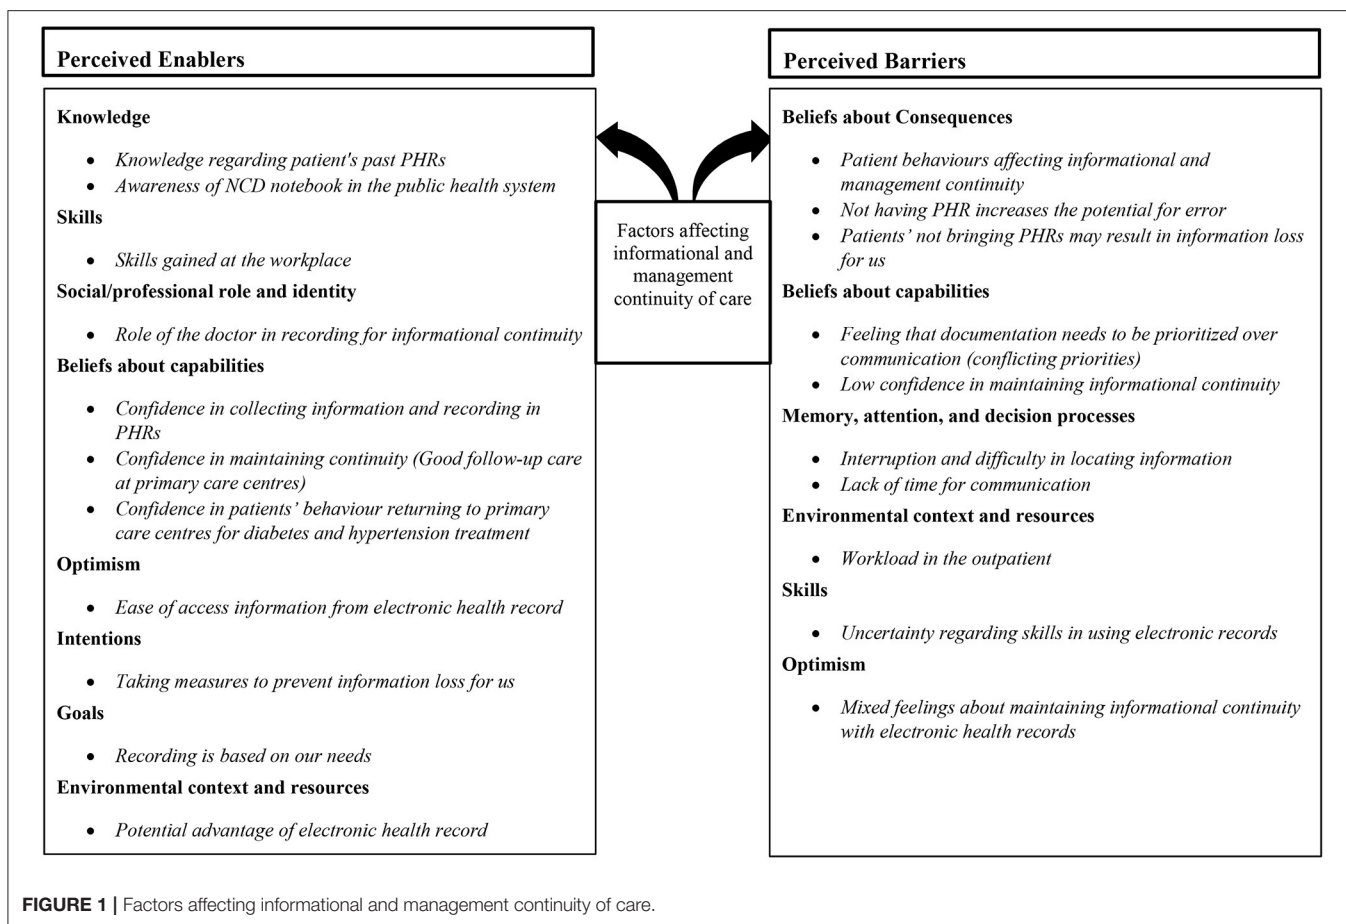 Perceived Enablers
Knowledge
• Knowledge regarding patient's past PHRs
• Awareness of NCD notebook in the public health system
Skills
• Skills gained at the workplace
Social/professional role and identity
• Role of the doctor in recording for informational continuity
Beliefs about capabilities
• Confidence in collecting information and recording in
PHRs
• Confidence in maintaining continuity (Good follow-up care
at primary care centres)
• Confidence in patients’ behaviour returning to primary
care centres for diabetes and hypertension treatment
Optimism
• Ease of access information from electronic health record
Intentions
• Taking measures to prevent information loss for us
Goals
• Recording is based on our needs
Environmental context and resources
• Potential advantage of electronic health record
Factors affecting
informational and
management
continuity of care
Perceived Barriers
Beliefs about Consequences
• Patient behaviours affecting informational and
management continuity
• Not having PHR increases the potential for error
• Patients’ not bringing PHRs may result in information loss
for us
Beliefs about capabilities
• Feeling that documentation needs to be prioritized over
communication (conflicting priorities)
• Low confidence in maintaining informational continuity
Memory, attention, and decision processes
• Interruption and difficulty in locating information
• Lack of time for communication
Environmental context and resources
• Workload in the outpatient
Skills
• Uncertainty regarding skills in using electronic records
Optimism
• Mixed feelings about maintaining informational continuity
with electronic health records
FIGURE 1 | Factors affecting informational and management continuity of care.